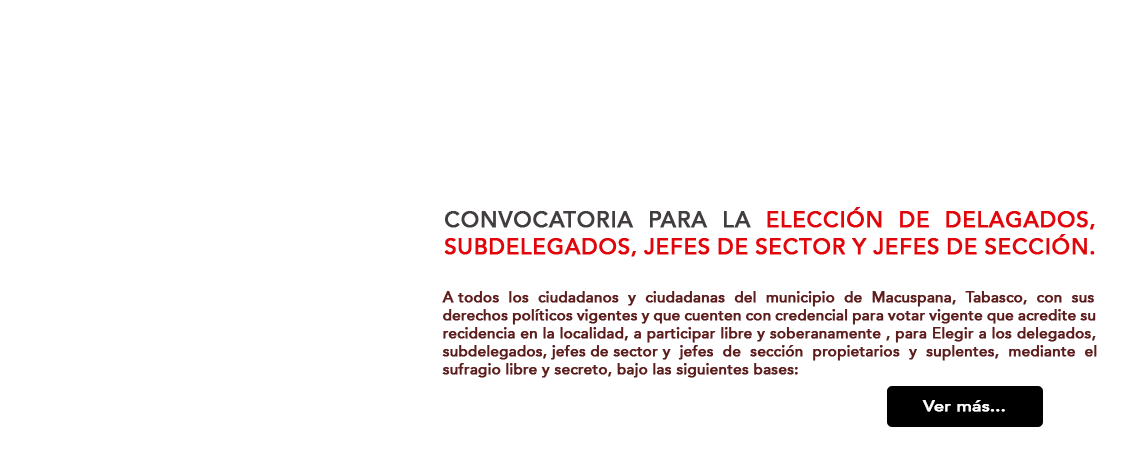 CONVOCATORIA PARA LA ELECCIÓN DE DELAGADOS,
SUBDELEGADOS, JEFES DE SECTOR Y JEFES DE SECCIÓN.
A todos los ciudadanos y ciudadanas del municipio de Macuspana, Tabasco, con sus
derechos políticos vigentes y que cuenten con credencial para votar vigente que acredite su
recidencia en la localidad, a participar libre y soberanamente , para Elegir a los delegados,
subdelegados, jefes de sector y jefes de sección propietarios y suplentes, mediante el
sufragio libre y secreto, bajo las siguientes bases:
Ver más...